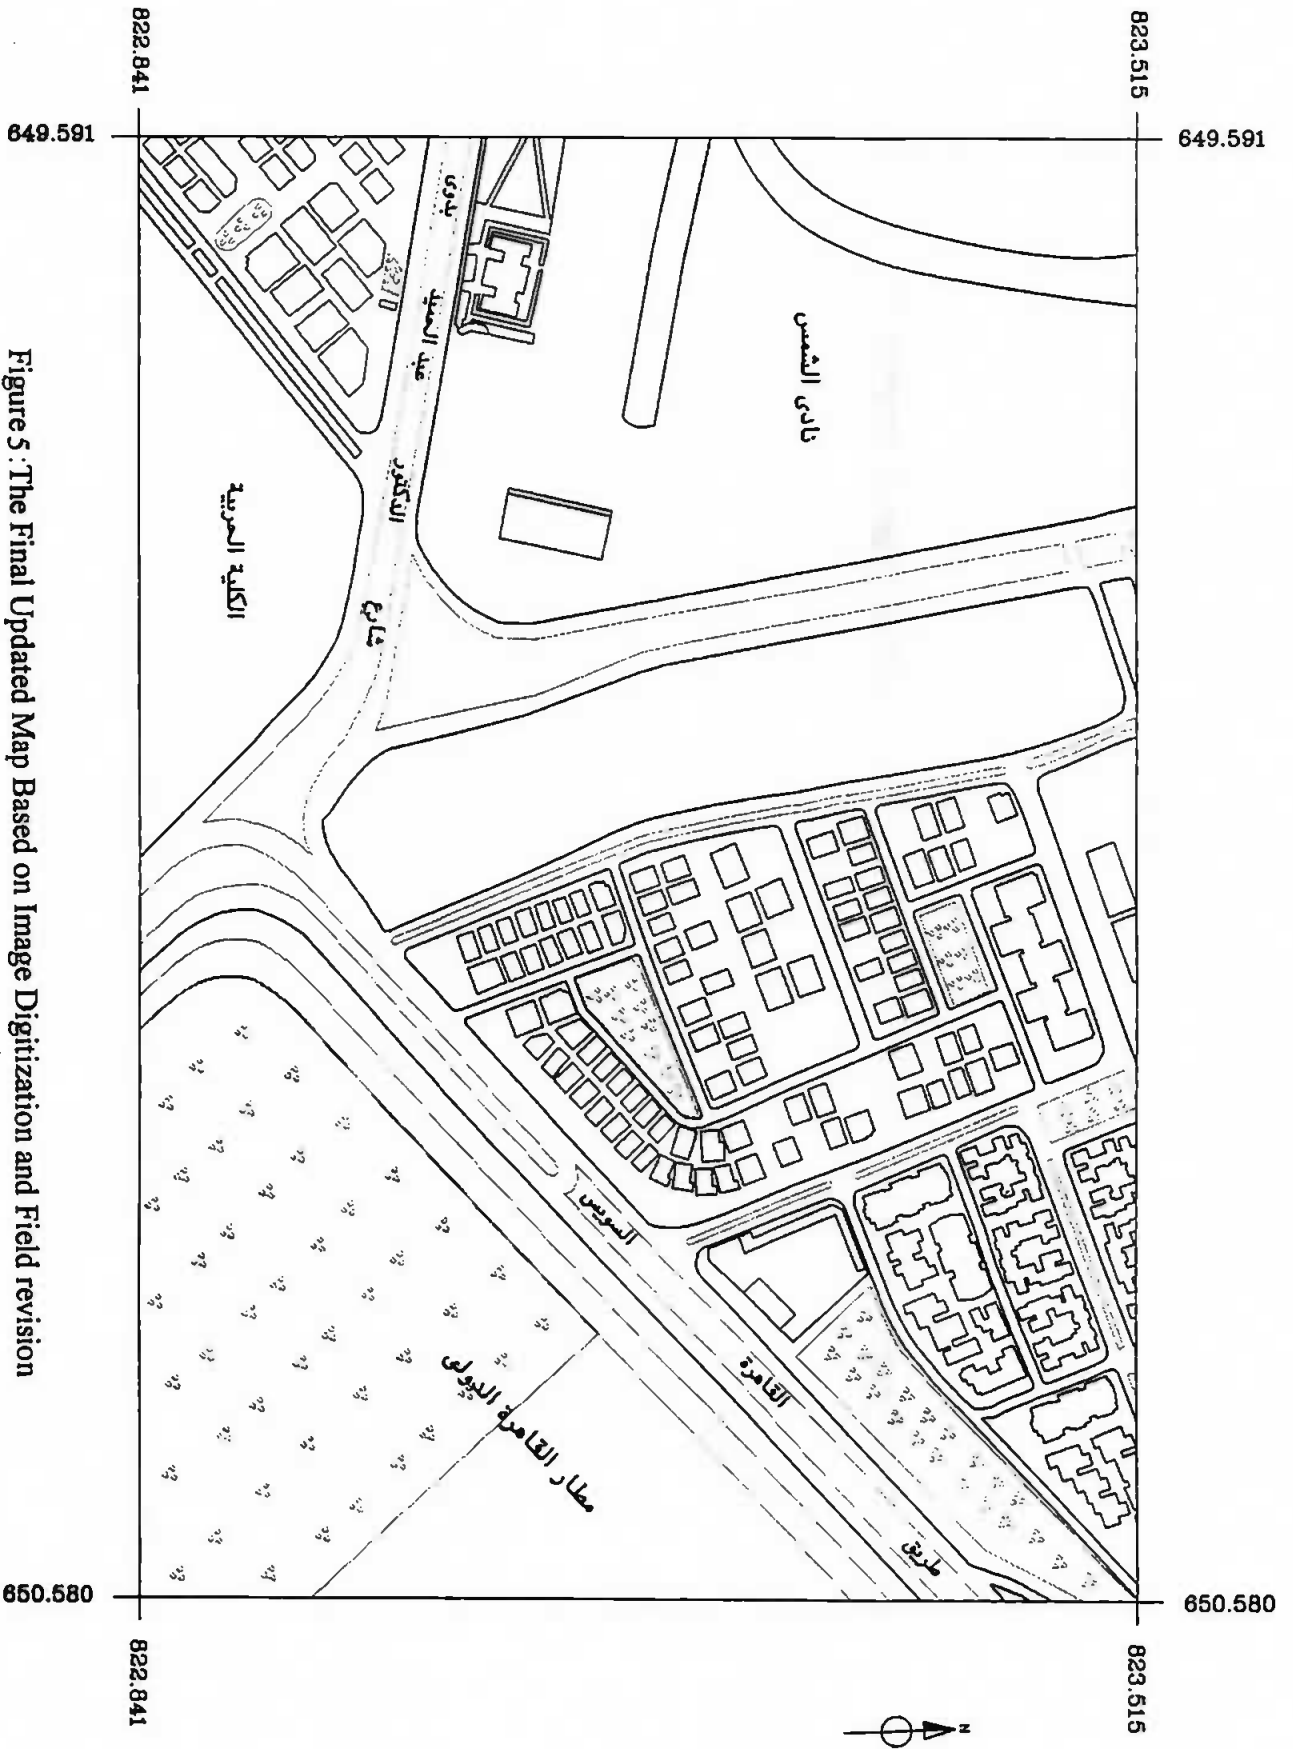 822.841
823.515
649.591
649.591
بدوى
عبد الحميد
الدكتور
شارع
نادى الشمس
الكلية الحربية
السويس
القاهرة
طريق
مطار القاهرة الدولى
650.580
650.580
822.841
823.515
N
Figure 5 : The Final Updated Map Based on Image Digitization and Field revision